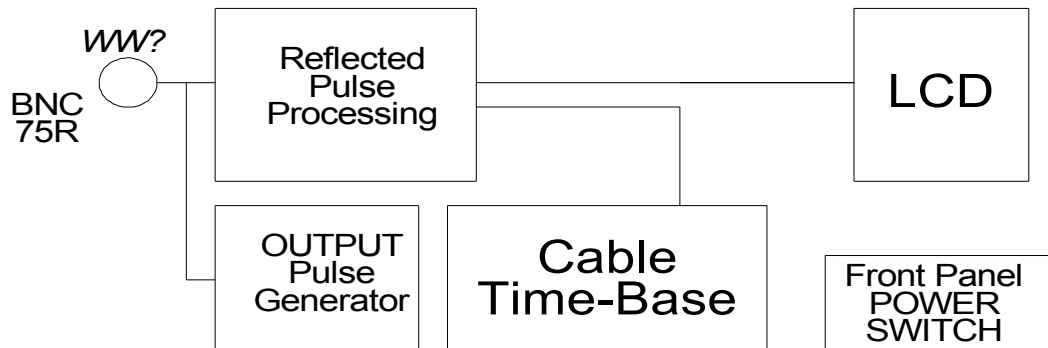 WW?
BNC
75R
Reflected
Pulse
Processing
LCD
OUTPUT
Pulse
Generator
Cable
Time-Base
Front Panel
POWER
SWITCH